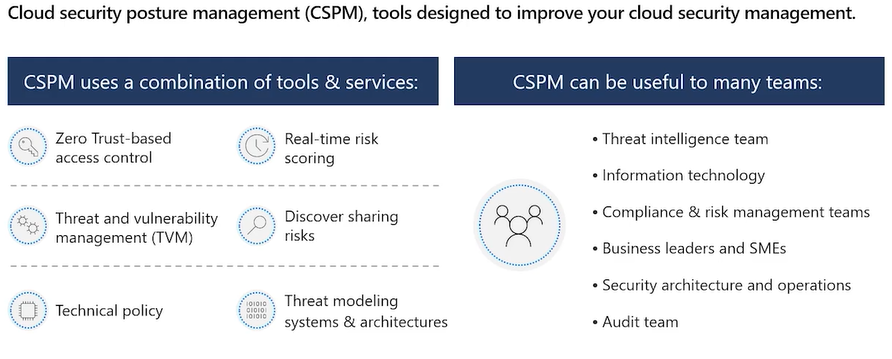 Cloud security posture management (CSPM), tools designed to improve your cloud security management.
CSPM uses a combination of tools & services:
Zero Trust-based
access control
Real-time risk
scoring
Threat and vulnerability
management (TVM)
Discover sharing
risks
Technical policy
Threat modeling
systems & architectures
CSPM can be useful to many teams:
• Threat intelligence team
• Information technology
• Compliance & risk management teams
• Business leaders and SMEs
• Security architecture and operations
• Audit team